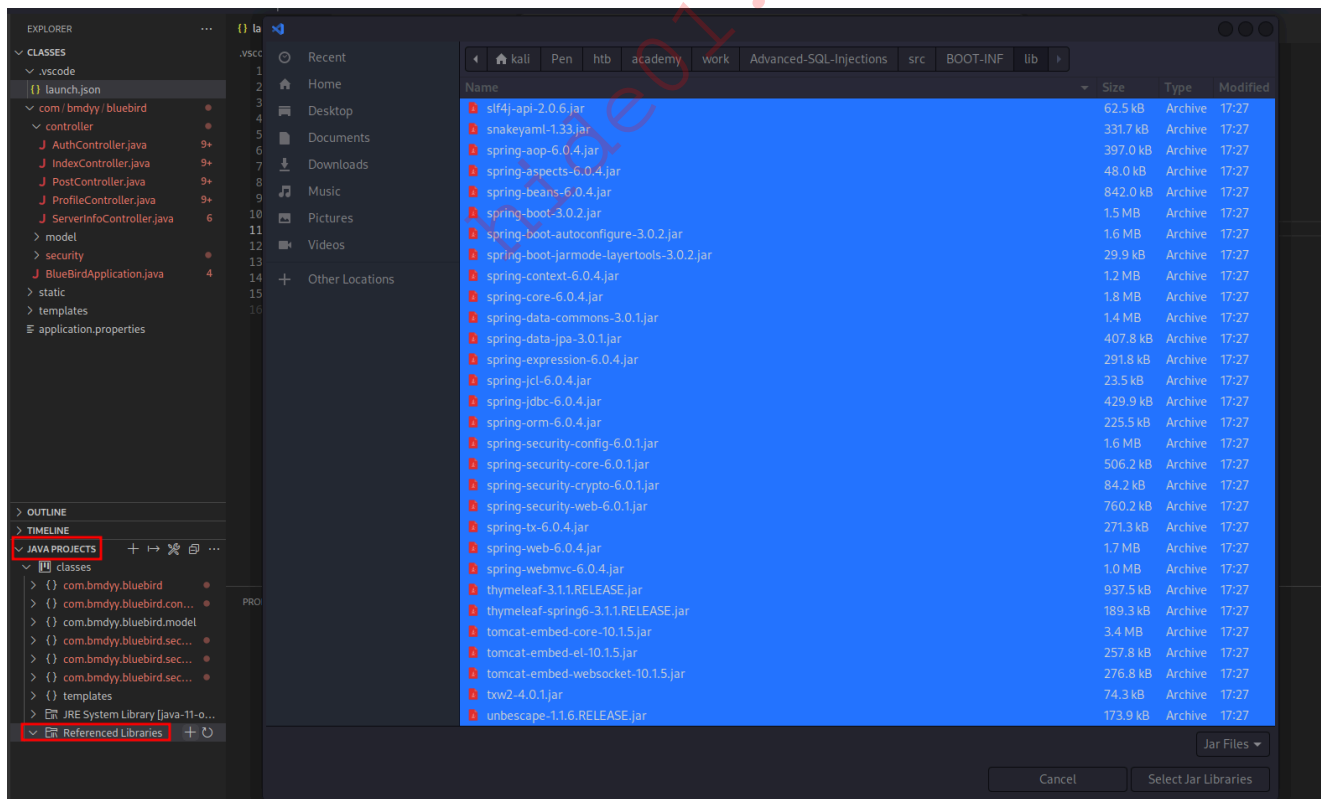 EXPLORER
CLASSES
.vscode
{} launch.json
com / bmdyy / bluebird
controller
J AuthController.java 9+
J IndexController.java 9+
J PostController.java 9+
J ProfileController.java 9+
J ServerInfoController.java 6
model
security
J BlueBirdApplication.java 4
static
templates
application.properties
OUTLINE
TIMELINE
JAVA PROJECTS
classes
{} com.bmdyy.bluebird
{} com.bmdyy.bluebird.con...
{} com.bmdyy.bluebird.model
{} com.bmdyy.bluebird.sec...
{} com.bmdyy.bluebird.sec...
{} com.bmdyy.bluebird.sec...
{} templates
JRE System Library [java-11-o...
Referenced Libraries
{} la
.vscc
1
2
3
4
5
6
7
8
9
10
11
12
13
14
15
16
PRO
Recent
Home
Desktop
Documents
Downloads
Music
Pictures
Videos
Other Locations
kali Pen htb academy work Advanced-SQL-Injections src BOOT-INF lib
Name Size Type Modified
slf4j-api-2.0.6.jar 62.5 kB Archive 17:27
snakeyaml-1.33.jar 331.7 kB Archive 17:27
spring-aop-6.0.4.jar 397.0 kB Archive 17:27
spring-aspects-6.0.4.jar 48.0 kB Archive 17:27
spring-beans-6.0.4.jar 842.0 kB Archive 17:27
spring-boot-3.0.2.jar 1.5 MB Archive 17:27
spring-boot-autoconfigure-3.0.2.jar 1.6 MB Archive 17:27
spring-boot-jarmode-layertools-3.0.2.jar 29.9 kB Archive 17:27
spring-context-6.0.4.jar 1.2 MB Archive 17:27
spring-core-6.0.4.jar 1.8 MB Archive 17:27
spring-data-commons-3.0.1.jar 1.4 MB Archive 17:27
spring-data-jpa-3.0.1.jar 407.8 kB Archive 17:27
spring-expression-6.0.4.jar 291.8 kB Archive 17:27
spring-jcl-6.0.4.jar 23.5 kB Archive 17:27
spring-jdbc-6.0.4.jar 429.9 kB Archive 17:27
spring-orm-6.0.4.jar 225.5 kB Archive 17:27
spring-security-config-6.0.1.jar 1.6 MB Archive 17:27
spring-security-core-6.0.1.jar 506.2 kB Archive 17:27
spring-security-crypto-6.0.1.jar 84.2 kB Archive 17:27
spring-security-web-6.0.1.jar 760.2 kB Archive 17:27
spring-tx-6.0.4.jar 271.3 kB Archive 17:27
spring-web-6.0.4.jar 1.7 MB Archive 17:27
spring-webmvc-6.0.4.jar 1.0 MB Archive 17:27
thymeleaf-3.1.1.RELEASE.jar 937.5 kB Archive 17:27
thymeleaf-spring6-3.1.1.RELEASE.jar 189.3 kB Archive 17:27
tomcat-embed-core-10.1.5.jar 3.4 MB Archive 17:27
tomcat-embed-el-10.1.5.jar 257.8 kB Archive 17:27
tomcat-embed-websocket-10.1.5.jar 276.8 kB Archive 17:27
txw2-4.0.1.jar 74.3 kB Archive 17:27
unbescape-1.1.6.RELEASE.jar 173.9 kB Archive 17:27
Jar Files
Cancel
Select Jar Libraries
hide01.